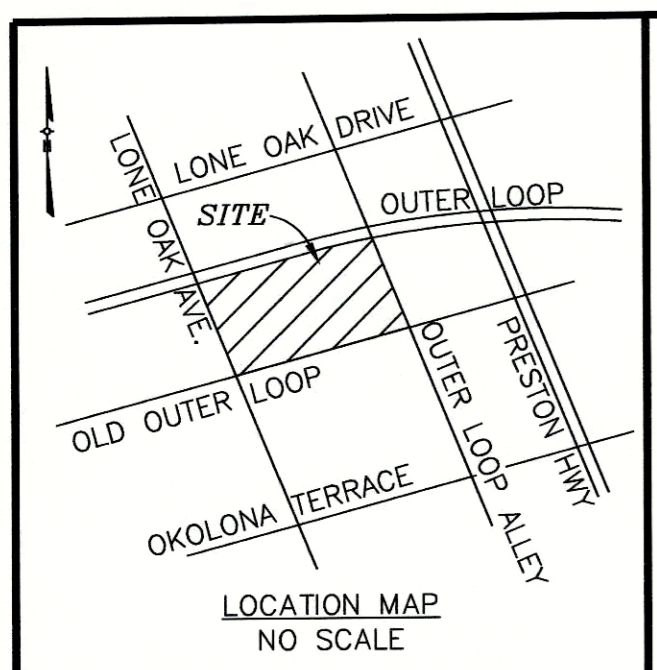 LONE OAK DRIVE
LONE OAK AVE.
SITE
OUTER LOOP
OLD OUTER LOOP
OUTER LOOP ALLEY
PRESTON HWY
OKOLONA TERRACE
LOCATION MAP
NO SCALE